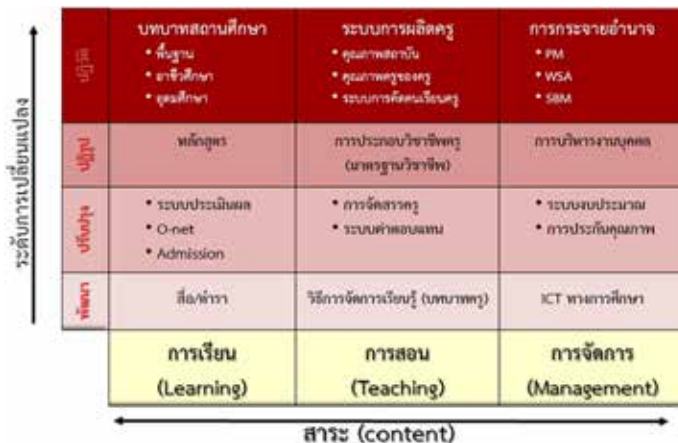 ระดับการเปลี่ยนแปลง
ปฏิวัติ
บทบาทสถานศึกษา
• พื้นฐาน
• อาชีวศึกษา
• อุดมศึกษา
ระบบการผลิตครู
• คุณภาพสถาบัน
• คุณภาพครูของครู
• ระบบการคัดคนเรียนครู
การกระจายอำนาจ
• PM
• WSA
• SBM
ปฏิรูป
หลักสูตร
การประกอบวิชาชีพครู
(มาตรฐานวิชาชีพ)
การบริหารงานบุคคล
ปรับปรุง
• ระบบประเมินผล
• O-net
• Admission
• การจัดสรรครู
• ระบบค่าตอบแทน
• ระบบงบประมาณ
• การประกันคุณภาพ
พัฒนา
สื่อ/ตำรา
วิธีการจัดการเรียนรู้ (บทบาทครู)
ICT ทางการศึกษา
การเรียน
(Learning)
การสอน
(Teaching)
การจัดการ
(Management)
สาระ (content)